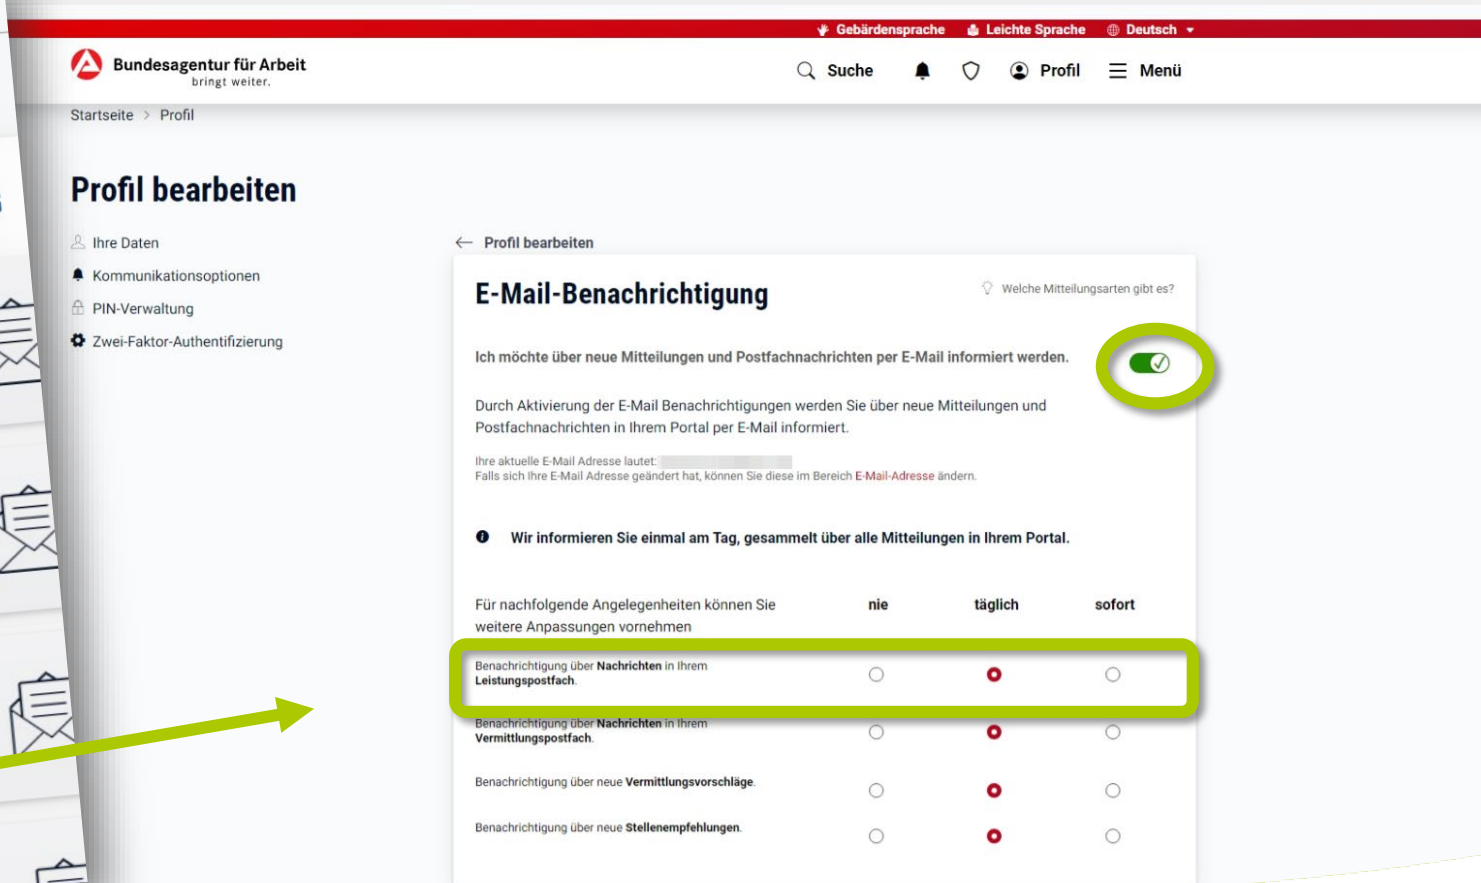 Gebärdensprache Leichte Sprache Deutsch
Bundesagentur für Arbeit
bringt weiter.
Suche Profil Menü
Startseite > Profil
Profil bearbeiten
Ihre Daten
Kommunikationsoptionen
PIN-Verwaltung
Zwei-Faktor-Authentifizierung
← Profil bearbeiten
E-Mail-Benachrichtigung
Welche Mitteilungsarten gibt es?
Ich möchte über neue Mitteilungen und Postfachnachrichten per E-Mail informiert werden.
Durch Aktivierung der E-Mail Benachrichtigungen werden Sie über neue Mitteilungen und
Postfachnachrichten in Ihrem Portal per E-Mail informiert.
Ihre aktuelle E-Mail Adresse lautet:
Falls sich Ihre E-Mail Adresse geändert hat, können Sie diese im Bereich E-Mail-Adresse ändern.
Wir informieren Sie einmal am Tag, gesammelt über alle Mitteilungen in Ihrem Portal.
Für nachfolgende Angelegenheiten können Sie
weitere Anpassungen vornehmen
nie täglich sofort
Benachrichtigung über Nachrichten in Ihrem
Leistungspostfach.
Benachrichtigung über Nachrichten in Ihrem
Vermittlungspostfach.
Benachrichtigung über neue Vermittlungsvorschläge.
Benachrichtigung über neue Stellenempfehlungen.